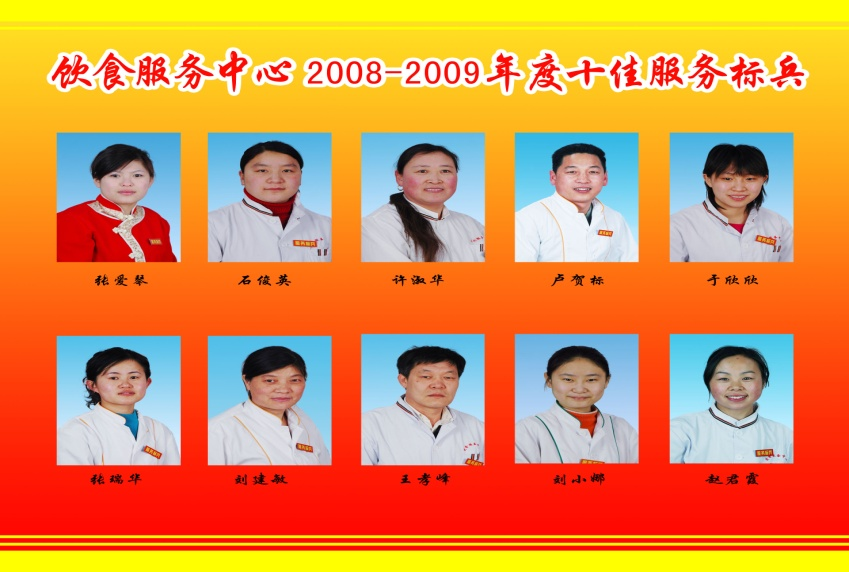 饮食服务中心 2008-2009年度十佳服务标兵
张爱琴 石俊英 许淑华 卢贺标 于欣欣
张瑞华 刘建敏 王孝峰 刘小娜 赵君霞